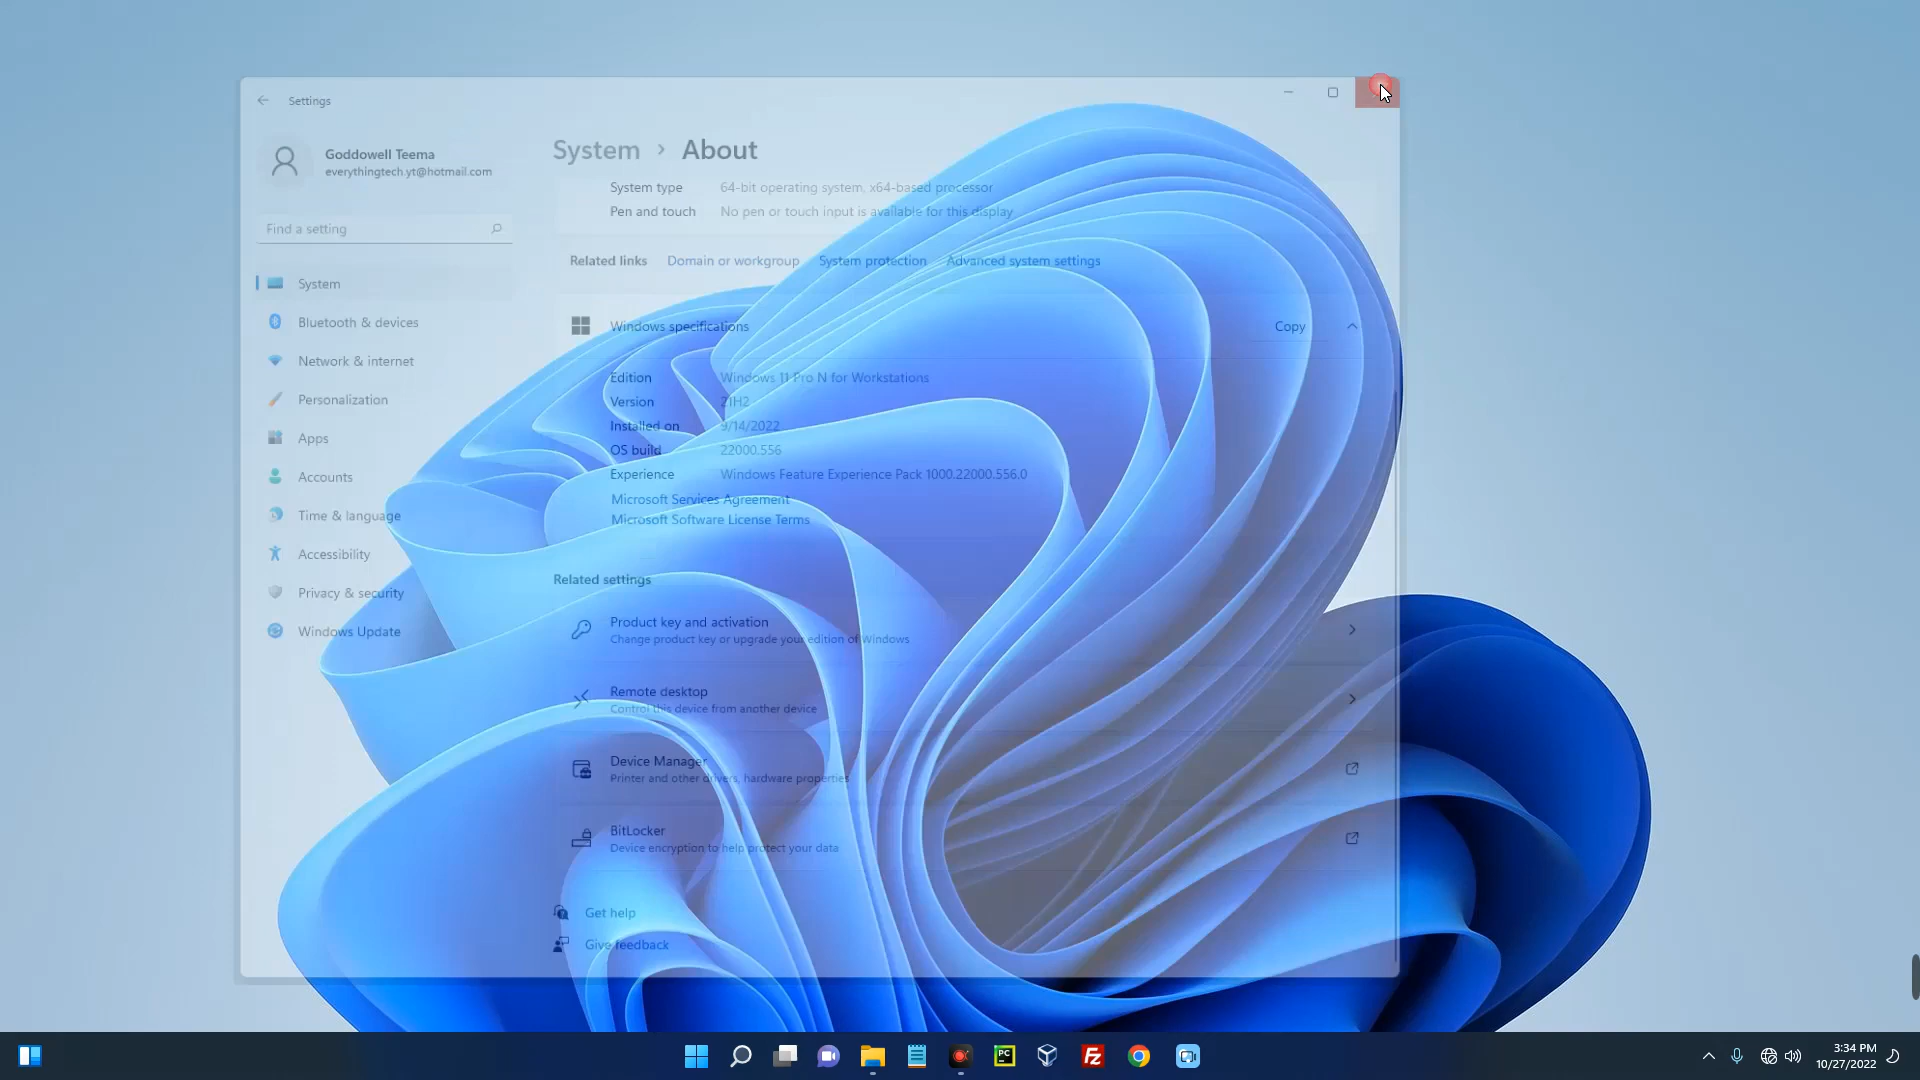 Settings
Goddowell Teema
everythingtech.yt@hotmail.com
Find a setting
System
Bluetooth & devices
Network & internet
Personalization
Apps
Accounts
Time & language
Accessibility
Privacy & security
Windows Update
System > About
System type 64-bit operating system, x64-based processor
Pen and touch No pen or touch input is available for this display
Related links Domain or workgroup System protection Advanced system settings
Windows specifications Copy
Edition Windows 11 Pro N for Workstations
Version 21H2
Installed on 9/14/2022
OS build 22000.556
Experience Windows Feature Experience Pack 1000.22000.556.0
Microsoft Services Agreement
Microsoft Software License Terms
Related settings
Product key and activation
Change product key or upgrade your edition of Windows
Remote desktop
Control this device from another device
Device Manager
Printer and other drivers, hardware properties
BitLocker
Device encryption to help protect your data
Get help
Give feedback
PC
FZ
3:34 PM
10/27/2022